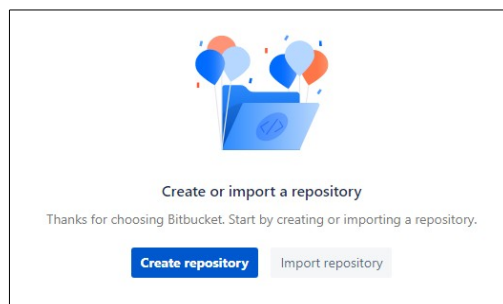 </>
Create or import a repository
Thanks for choosing Bitbucket. Start by creating or importing a repository.
Create repository Import repository